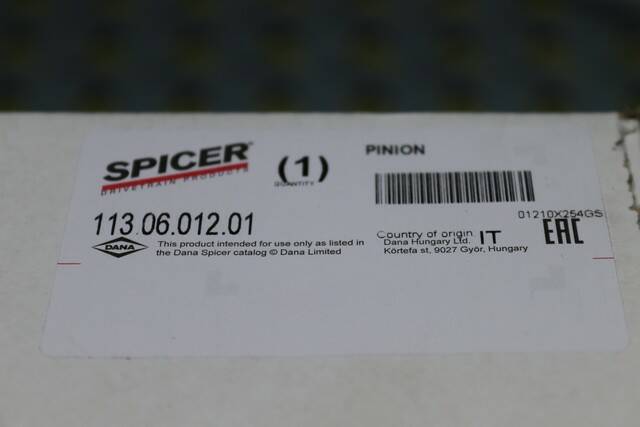 SPICER®
DRIVETRAIN PRODUCTS
(1)
QUANTITY
PINION
113.06.012.01
01210X254GS
DANA
This product intended for use only as listed in
the Dana Spicer catalog © Dana Limited
Country of origin IT
Dana Hungary Ltd.
Körtefa st, 9027 Györ, Hungary
EAC